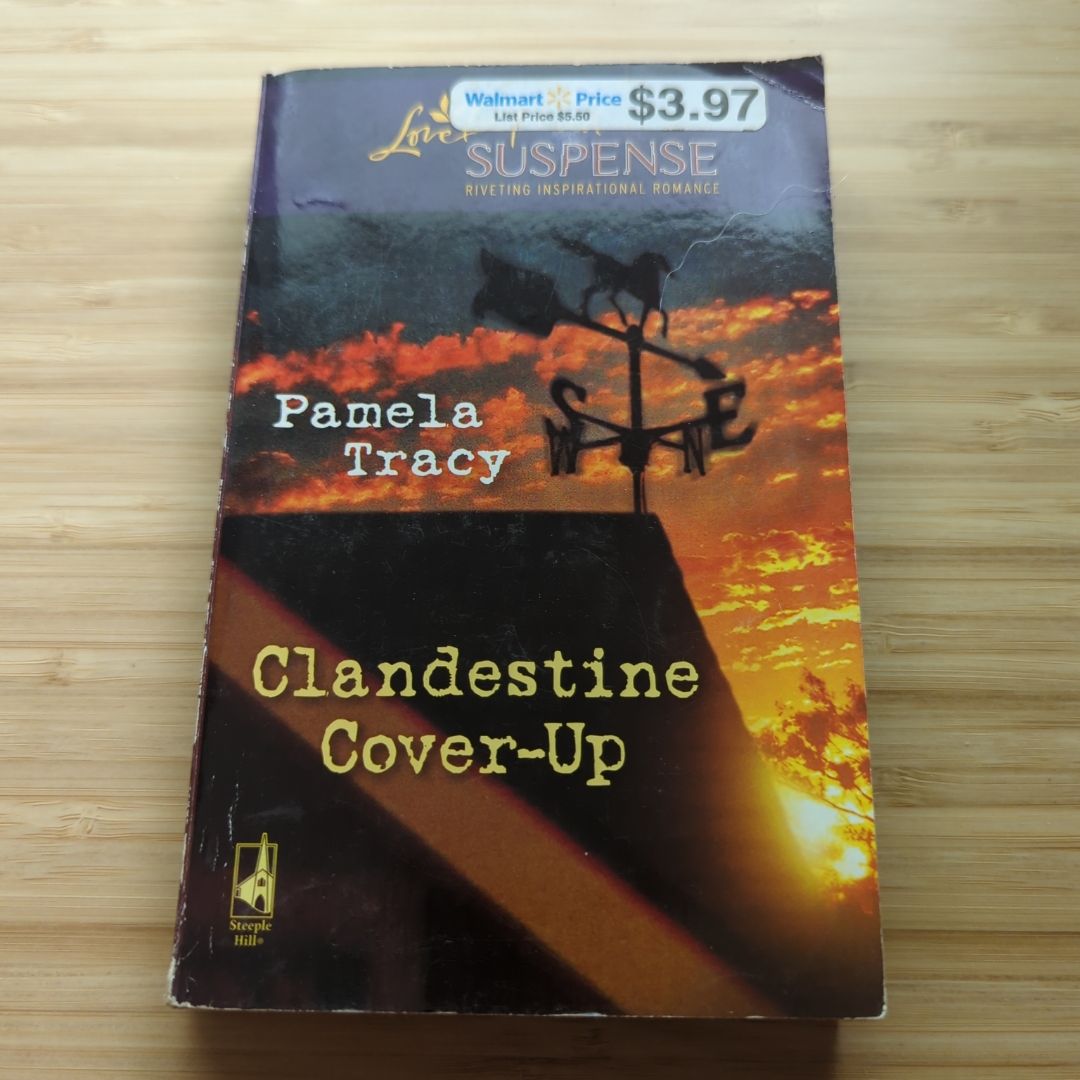 Walmart Price $3.97
List Price $5.50
SUSPENSE
RIVETING INSPIRATIONAL ROMANCE
S E
W N
Pamela
Tracy
Clandestine
Cover-Up
Steeple
Hill®